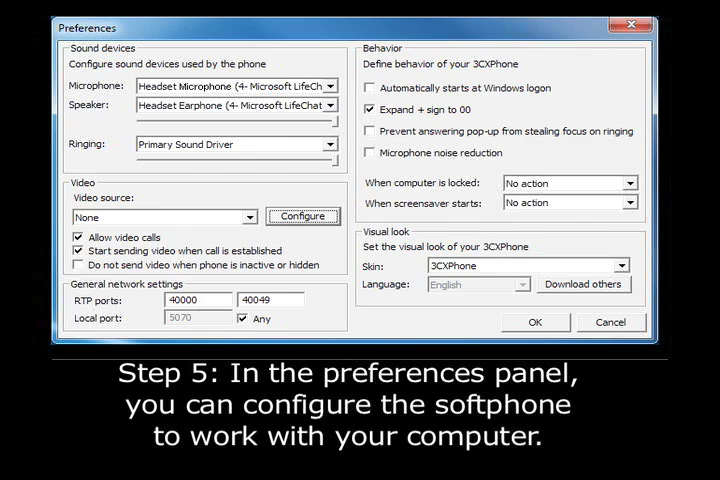 Preferences
Sound devices
Configure sound devices used by the phone
Microphone: Headset Microphone (4- Microsoft LifeCh
Speaker: Headset Earphone (4- Microsoft LifeChat
Ringing: Primary Sound Driver
Video
Video source:
None Configure
Allow video calls
Start sending video when call is established
Do not send video when phone is inactive or hidden
General network settings
RTP ports: 40000 40049
Local port: 5070 Any
Behavior
Define behavior of your 3CXPhone
Automatically starts at Windows logon
Expand + sign to 00
Prevent answering pop-up from stealing focus on ringing
Microphone noise reduction
When computer is locked: No action
When screensaver starts: No action
Visual look
Set the visual look of your 3CXPhone
Skin: 3CXPhone
Language: English Download others
OK Cancel
Step 5: In the preferences panel,
you can configure the softphone
to work with your computer.